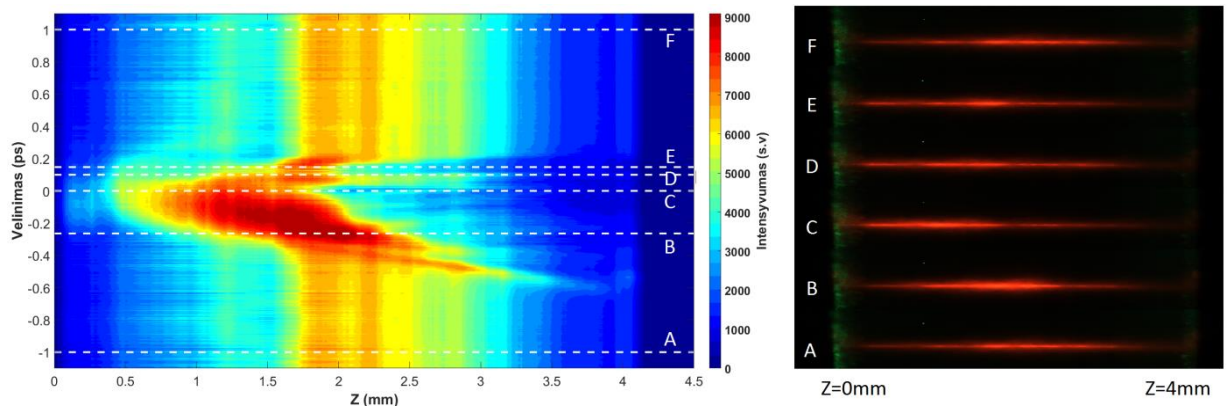 1
0.8
0.6
0.4
0.2
0
-0.2
-0.4
-0.6
-0.8
-1
Velinimas (ps)
F
E
D
C
B
A
0 0.5 1 1.5 2 2.5 3 3.5 4 4.5
Z (mm)
9000
8000
7000
6000
5000
4000
3000
2000
1000
0
Intensyvumas (s.v)
F
E
D
C
B
A
Z=0mm Z=4mm